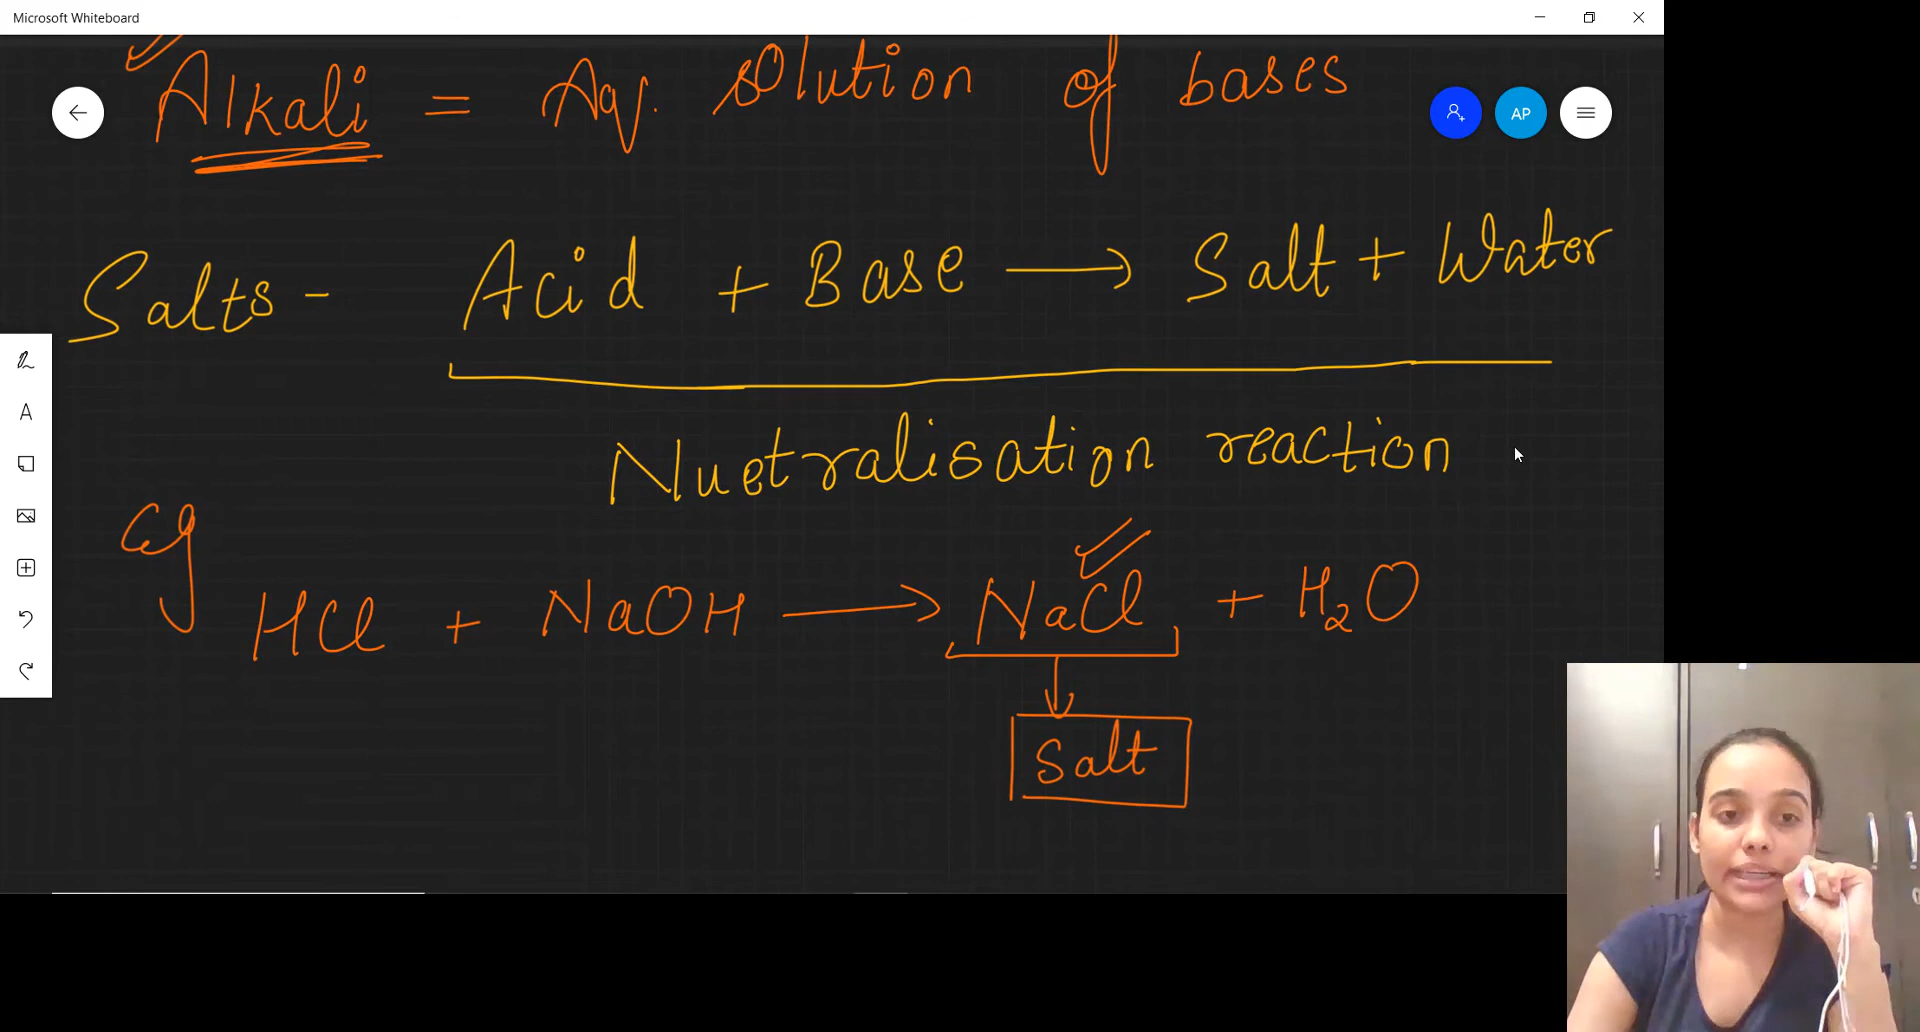 Microsoft Whiteboard
Alkali = Aq. solution of bases
AP
Salts - Acid + Base → Salt + Water
Nuetralisation reaction
eg
HCl + NaOH → NaCl + H₂O
Salt